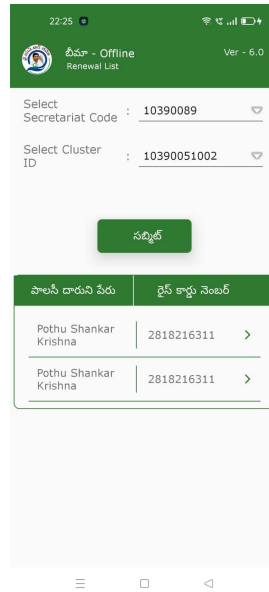 22:25
బీమా - Offline
Ver - 6.0
Renewal List
Select
Secretariat Code : 10390089
Select Cluster
ID : 10390051002
సబ్మిట్
పాలసీ దారుని పేరు రైస్ కార్డు నెంబర్
Pothu Shankar
Krishna 2818216311
Pothu Shankar
Krishna 2818216311